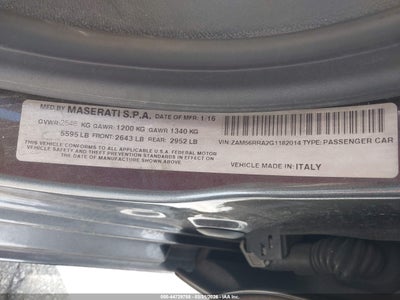 MFD BY MASERATI S.P.A. DATE OF MFR. 1.16
GVWR: 2546 KG GAWR: 1200 KG GAWR 1340 KG
5595 LB FRONT: 2643 LB REAR: 2952 LB
THIS VEHICLE CONFORMS TO ALL APPLICABLE FEDERAL MOTOR
VEHICLE SAFETY AND THEFT PREVENTION STANDARDS IN EFFECT ON
THE DATE OF MANUFACTURE SHOWN ABOVE.
VIN: ZAM56RRA2G1182014 TYPE: PASSENGER CAR
MADE IN ITALY